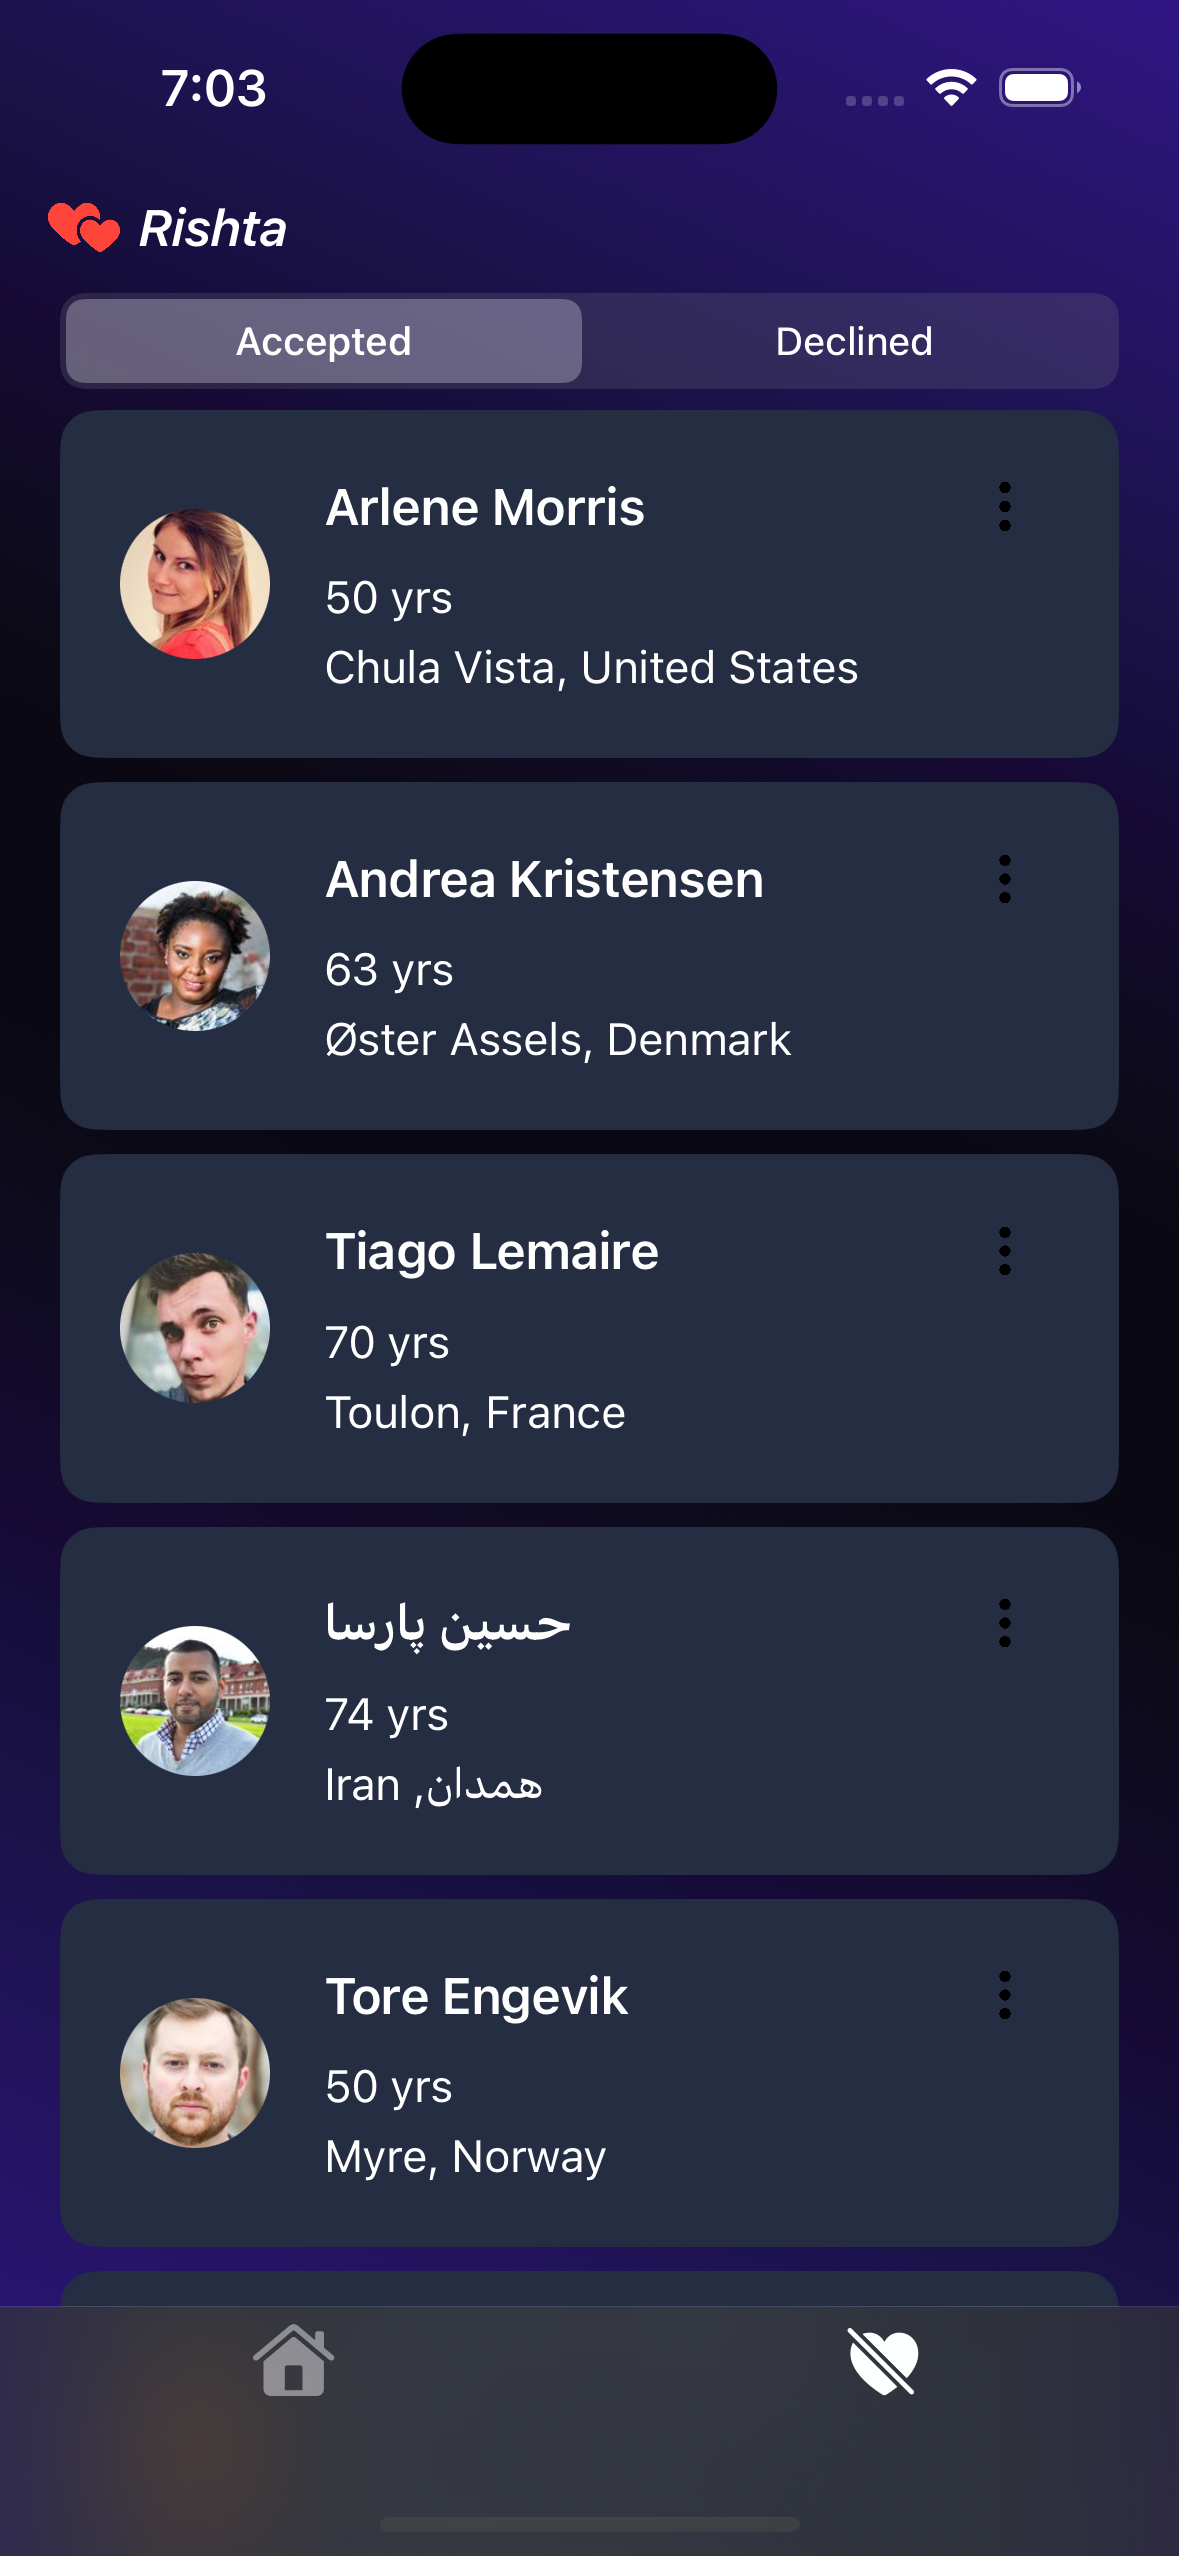 7:03
Rishta
Accepted
Declined
Arlene Morris
50 yrs
Chula Vista, United States
Andrea Kristensen
63 yrs
Øster Assels, Denmark
Tiago Lemaire
70 yrs
Toulon, France
حسین پارسا
74 yrs
همدان, Iran
Tore Engevik
50 yrs
Myre, Norway